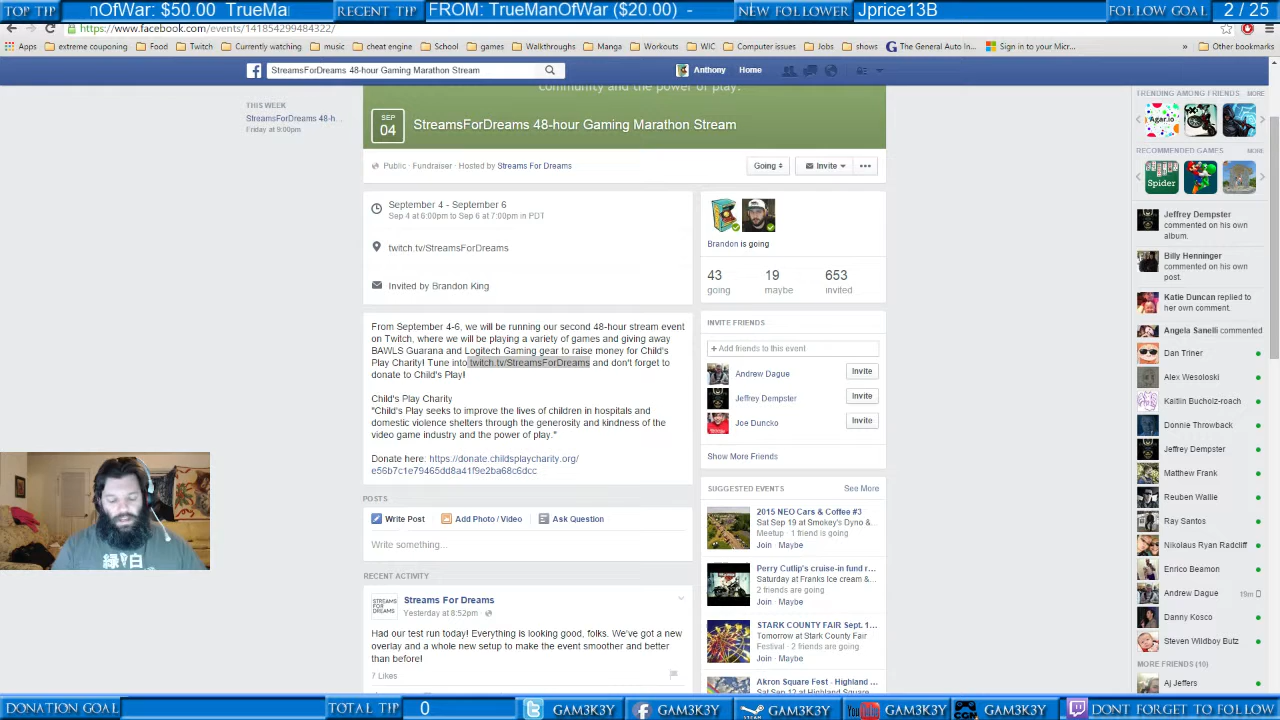 TOP TIP
nOfWar: $50.00 TrueMa
RECENT TIP
FROM: TrueManOfWar ($20.00) -
NEW FOLLOWER
Jprice13B
FOLLOW GOAL
2 / 25
https://www.facebook.com/events/141854299484322/
Apps
extreme couponing
Food
Twitch
Currently watching
music
cheat engine
School
games
Walkthroughs
Manga
Workouts
WIC
Computer issues
Jobs
shows
The General Auto In...
Sign in to your Micr...
»
Other bookmarks
StreamsForDreams 48-hour Gaming Marathon Stream
Anthony
Home
THIS WEEK
StreamsForDreams 48-h...
Friday at 9:00pm
community and the power of play.
SEP
04
StreamsForDreams 48-hour Gaming Marathon Stream
Public · Fundraiser · Hosted by Streams For Dreams
Going
Invite
September 4 - September 6
Sep 4 at 6:00pm to Sep 6 at 7:00pm in PDT
twitch.tv/StreamsForDreams
Invited by Brandon King
From September 4-6, we will be running our second 48-hour stream event
on Twitch, where we will be playing a variety of games and giving away
BAWLS Guarana and Logitech Gaming gear to raise money for Child's
Play Charity! Tune into twitch.tv/StreamsForDreams and don't forget to
donate to Child's Play!
Child's Play Charity
"Child's Play seeks to improve the lives of children in hospitals and
domestic violence shelters through the generosity and kindness of the
video game industry and the power of play."
Donate here: https://donate.childsplaycharity.org/
e56b7c1e79465dd8a41f9e2ba68c6dcc
POSTS
Write Post
Add Photo / Video
Ask Question
Write something...
RECENT ACTIVITY
STREAMS
FOR
DREAMS
Streams For Dreams
Yesterday at 8:52pm
Had our test run today! Everything is looking good, folks. We've got a new
overlay and a whole new setup to make the event smoother and better
than before!
7 Likes
Brandon is going
43
going
19
maybe
653
invited
INVITE FRIENDS
+ Add friends to this event
Andrew Dague
Invite
Jeffrey Dempster
Invite
Joe Duncko
Invite
Show More Friends
SUGGESTED EVENTS
See More
2015 NEO Cars & Coffee #3
Sat Sep 19 at Smokey's Dyno &...
Meetup · 1 friend is going
Join · Maybe
Perry Cutlip's cruise-in fund r...
Saturday at Franks Ice cream &...
2 friends are going
Join · Maybe
STARK COUNTY FAIR Sept. 1...
Tomorrow at Stark County Fair
Festival · 2 friends are going
Join · Maybe
Akron Square Fest - Highland ...
Sat Sep 12 at Highland Square...
TRENDING AMONG FRIENDS
MORE
Agar.io
RECOMMENDED GAMES
MORE
Spider
Jeffrey Dempster
commented on his own
album.
Billy Henninger
commented on his own
post.
Katie Duncan replied to
her own comment.
Angela Sanelli commented
Dan Triner
Alex Wesoloski
Kaitlin Bucholz-roach
Donnie Throwback
Jeffrey Dempster
Matthew Frank
Reuben Wallie
Ray Santos
Nikolaus Ryan Radcliff
Enrico Beamon
Andrew Dague
19m
Danny Kosco
Steven Wildboy Butz
MORE FRIENDS (10)
Aj Jeffers
緑白
DONATION GOAL
TOTAL TIP
0
GAM3K3Y
GAM3K3Y
STEAM
GAM3K3Y
YouTube
GAM3K3Y
GAM3K3Y
DONT FORGET TO FOLLOW